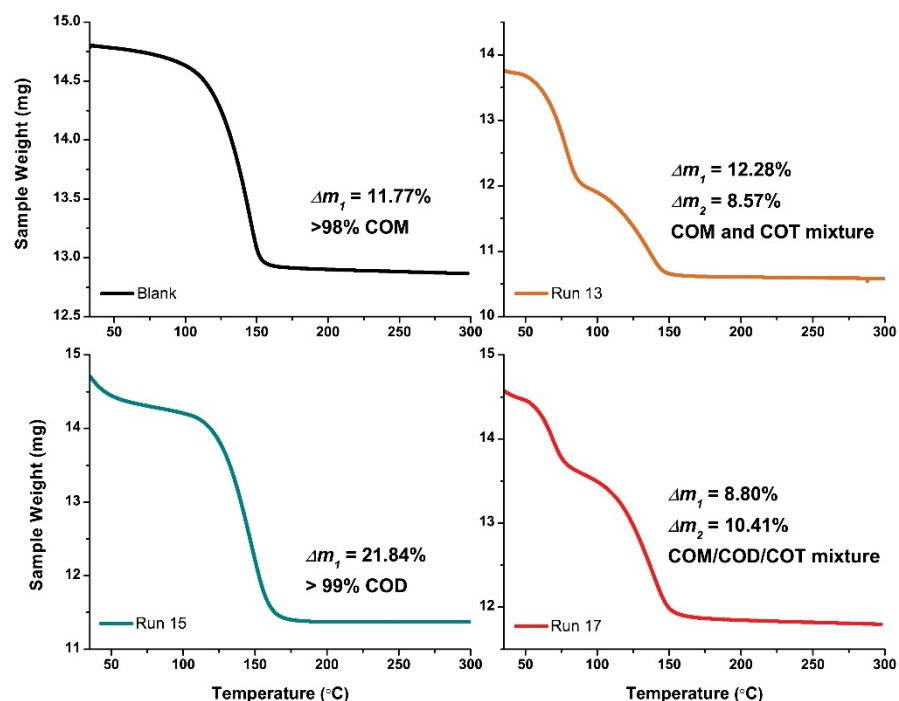 15.0
14.5
14.0
13.5
13.0
12.5
Sample Weight (mg)
Δm1 = 11.77%
>98% COM
Blank
50 100 150 200 250 300
14
13
12
11
10
Δm1 = 12.28%
Δm2 = 8.57%
COM and COT mixture
Run 13
50 100 150 200 250 300
15
14
13
12
11
Sample Weight (mg)
Δm1 = 21.84%
> 99% COD
Run 15
50 100 150 200 250 300
Temperature (°C)
15
14
13
12
Δm1 = 8.80%
Δm2 = 10.41%
COM/COD/COT mixture
Run 17
50 100 150 200 250 300
Temperature (°C)